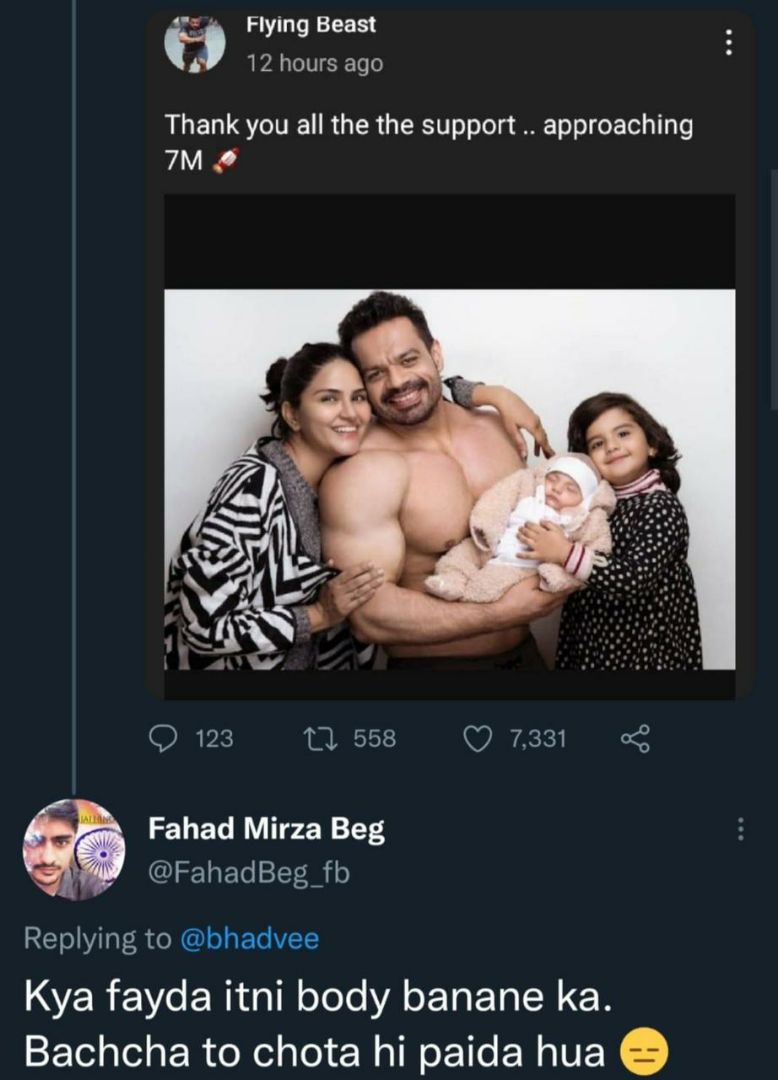 Flying Beast
12 hours ago
Thank you all the the support .. approaching
7M 🚀
123 558 7,331
Fahad Mirza Beg
@FahadBeg_fb
Replying to @bhadvee
Kya fayda itni body banane ka.
Bachcha to chota hi paida hua 😑